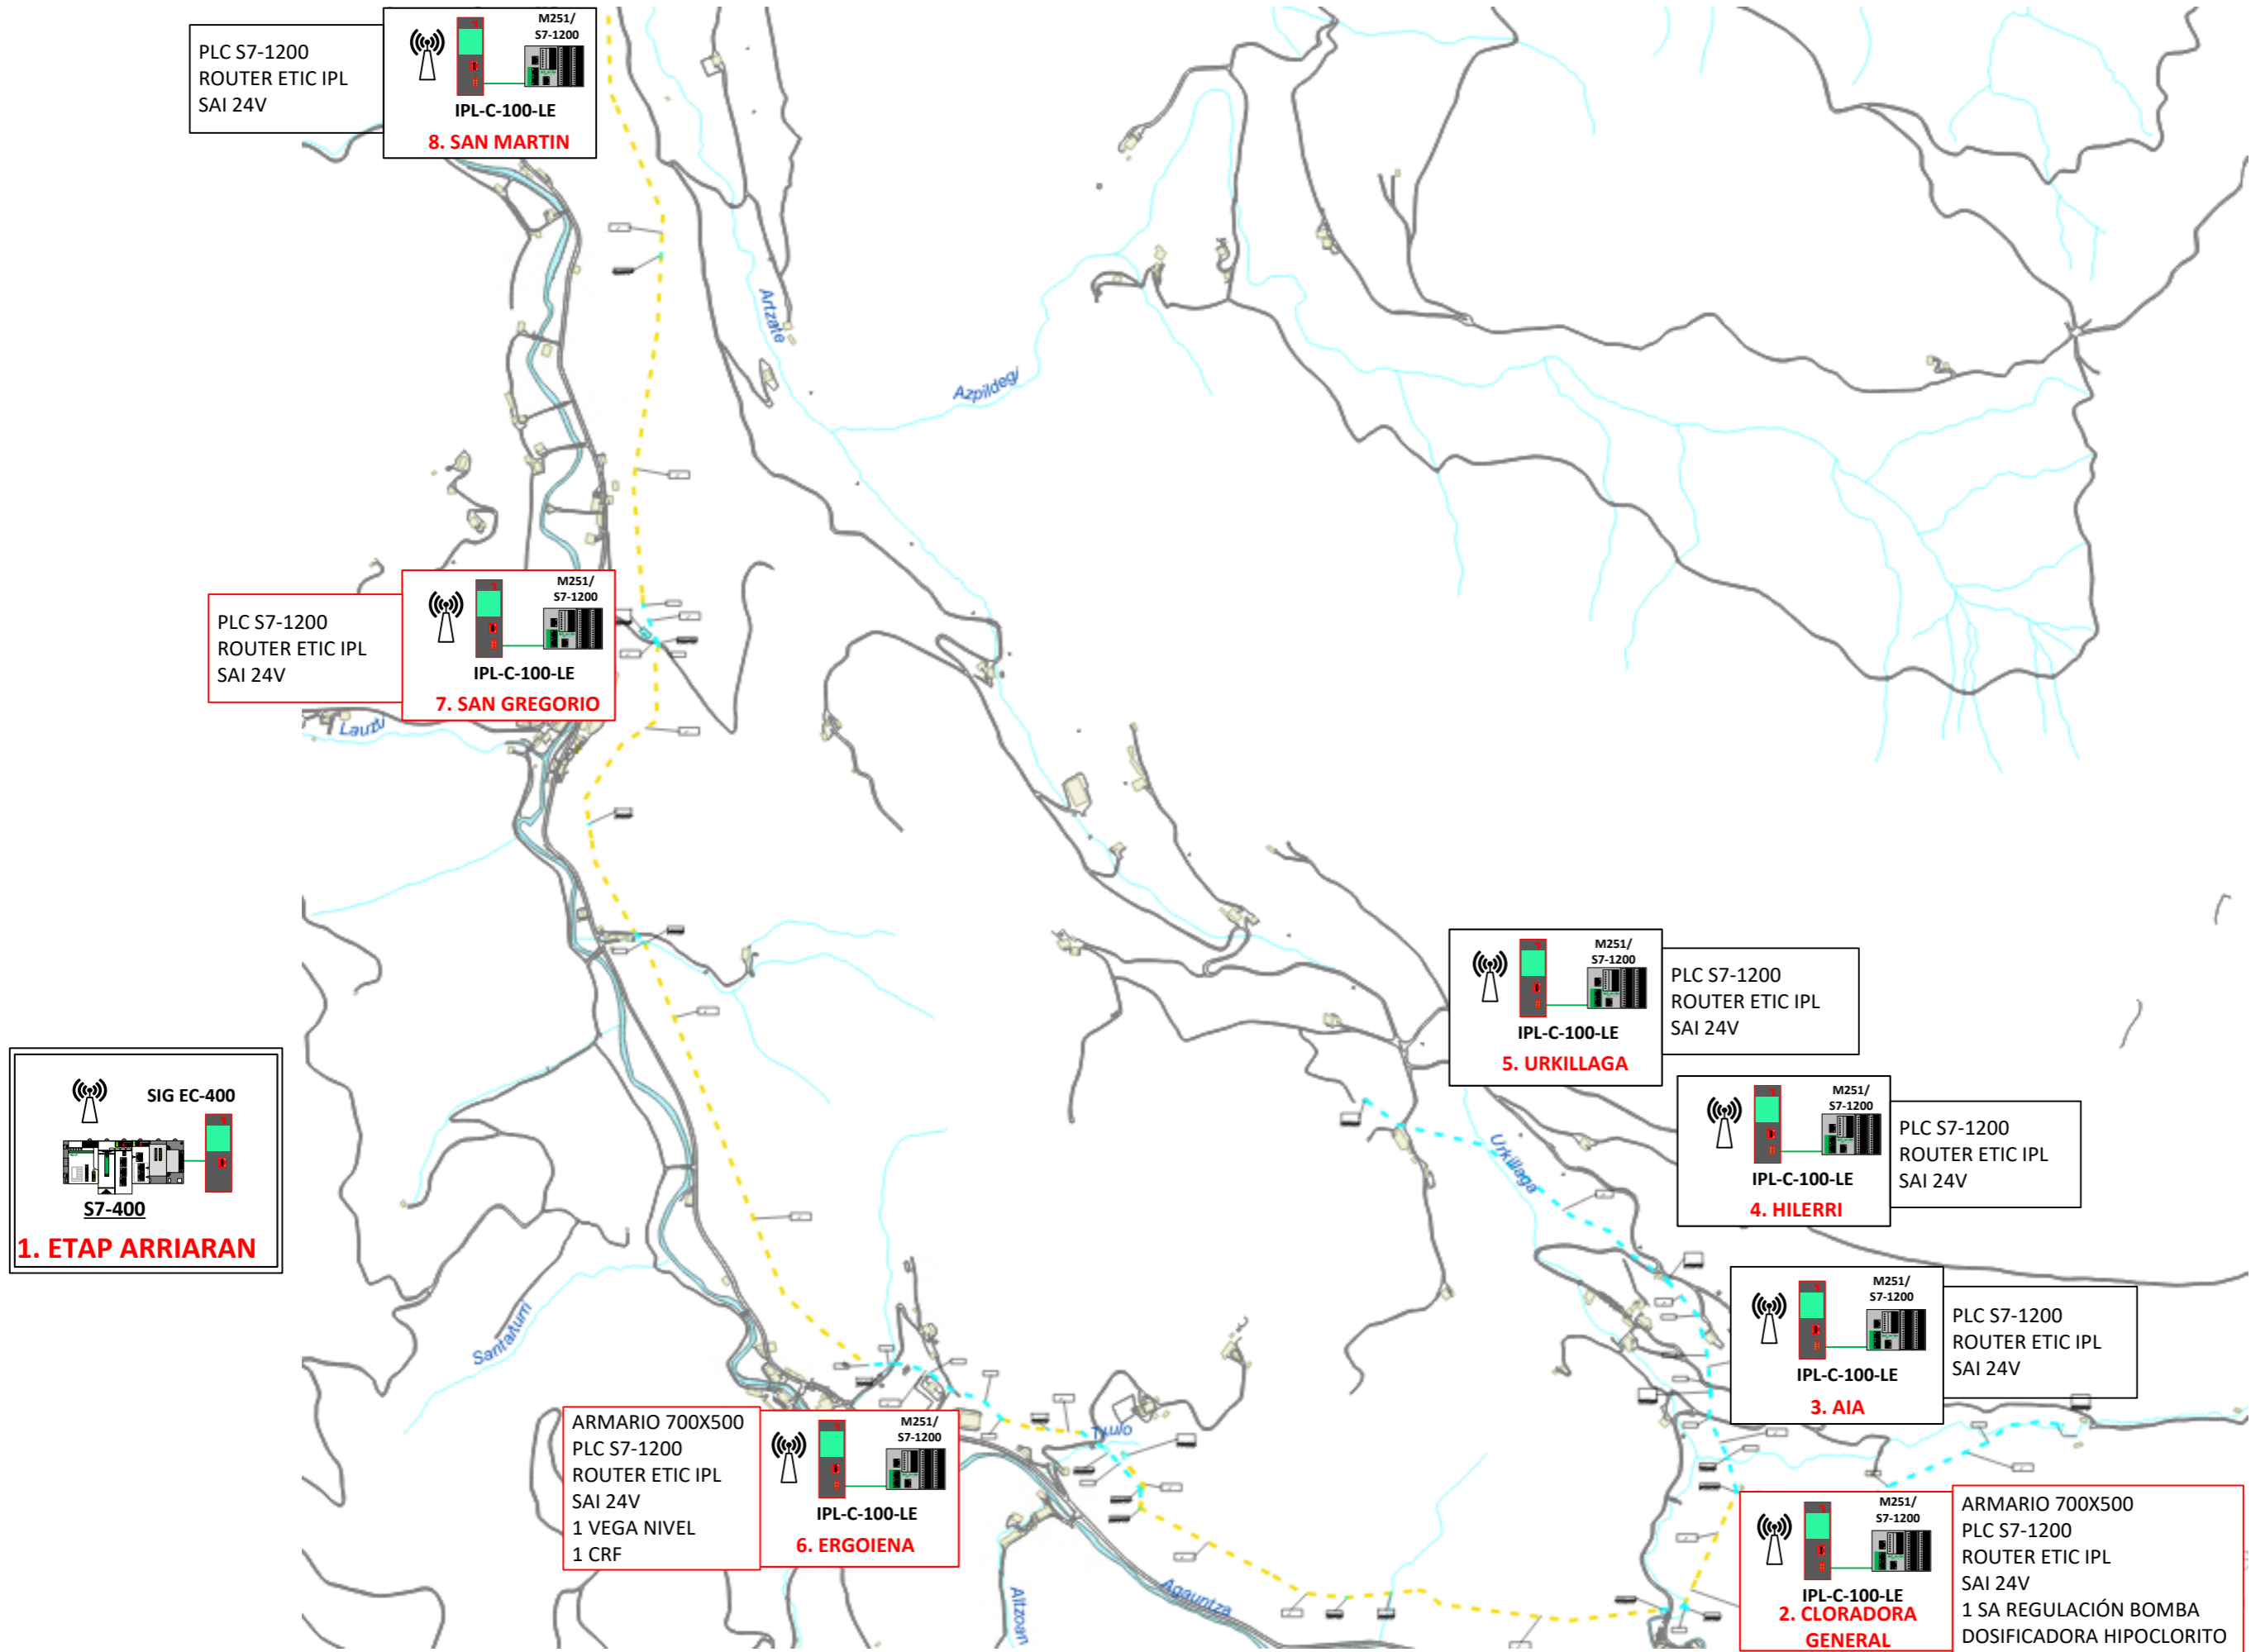 PLC S7-1200
ROUTER ETIC IPL
SAI 24V
M251/
S7-1200
IPL-C-100-LE
8. SAN MARTIN
Artzate
Azpildegi
PLC S7-1200
ROUTER ETIC IPL
SAI 24V
M251/
S7-1200
IPL-C-100-LE
7. SAN GREGORIO
Lauzti
M251/
S7-1200
IPL-C-100-LE
5. URKILLAGA
PLC S7-1200
ROUTER ETIC IPL
SAI 24V
SIG EC-400
S7-400
1. ETAP ARRIARAN
M251/
S7-1200
IPL-C-100-LE
4. HILERRI
PLC S7-1200
ROUTER ETIC IPL
SAI 24V
Urkillaga
M251/
S7-1200
IPL-C-100-LE
3. AIA
PLC S7-1200
ROUTER ETIC IPL
SAI 24V
ARMARIO 700X500
PLC S7-1200
ROUTER ETIC IPL
SAI 24V
1 VEGA NIVEL
1 CRF
M251/
S7-1200
IPL-C-100-LE
6. ERGOIENA
Altzoan
Agauntza
M251/
S7-1200
IPL-C-100-LE
2. CLORADORA
GENERAL
ARMARIO 700X500
PLC S7-1200
ROUTER ETIC IPL
SAI 24V
1 SA REGULACIÓN BOMBA
DOSIFICADORA HIPOCLORITO